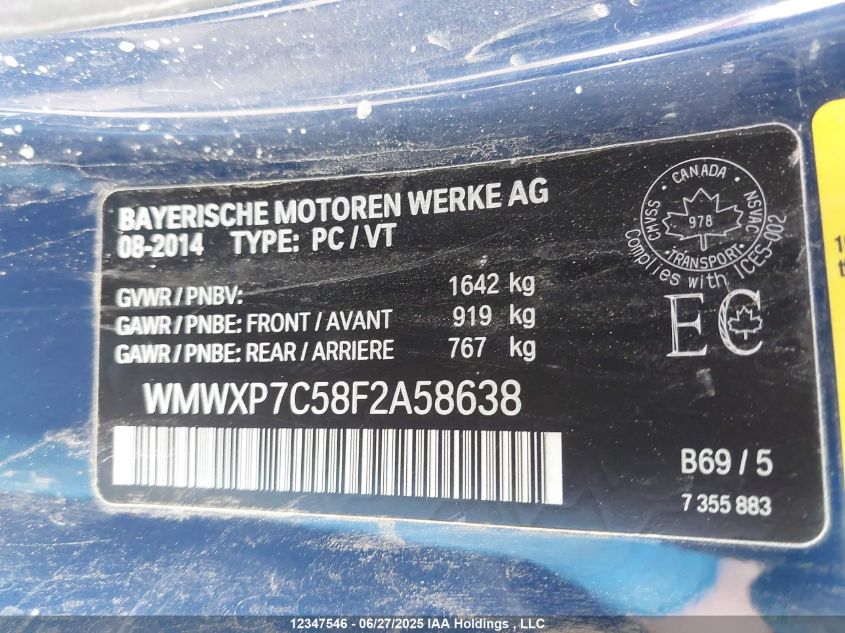 BAYERISCHE MOTOREN WERKE AG
08-2014 TYPE: PC / VT
GVWR / PNBV: 1642 kg
GAWR / PNBE: FRONT / AVANT 919 kg
GAWR / PNBE: REAR / ARRIERE 767 kg
WMWXP7C58F2A58638
CANADA
CMVSS
978
NSVAC
TRANSPORT
Complies with ICES-002
EC
B69 / 5
7 355 883
12347546 - 06/27/2025 IAA Holdings , LLC